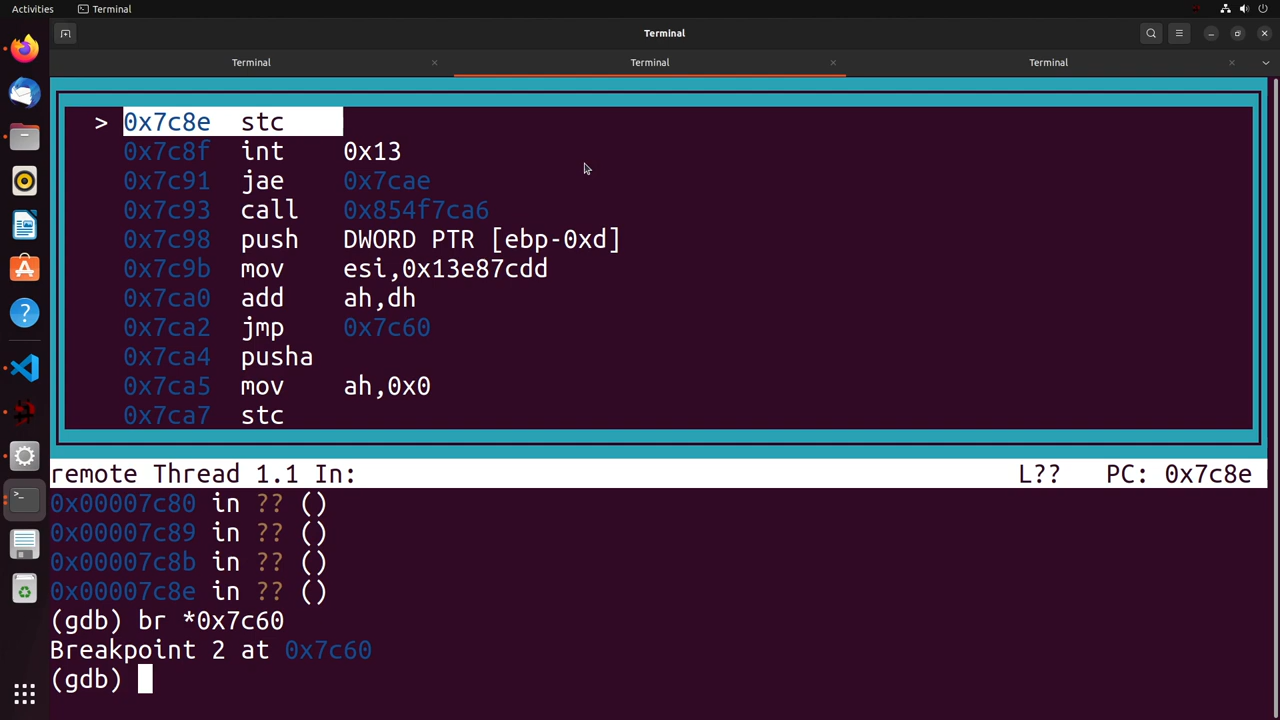 Activities Terminal
Terminal
Terminal Terminal Terminal
> 0x7c8e stc
0x7c8f int 0x13
0x7c91 jae 0x7cae
0x7c93 call 0x854f7ca6
0x7c98 push DWORD PTR [ebp-0xd]
0x7c9b mov esi,0x13e87cdd
0x7ca0 add ah,dh
0x7ca2 jmp 0x7c60
0x7ca4 pusha
0x7ca5 mov ah,0x0
0x7ca7 stc
remote Thread 1.1 In: L?? PC: 0x7c8e
0x00007c80 in ?? ()
0x00007c89 in ?? ()
0x00007c8b in ?? ()
0x00007c8e in ?? ()
(gdb) br *0x7c60
Breakpoint 2 at 0x7c60
(gdb)